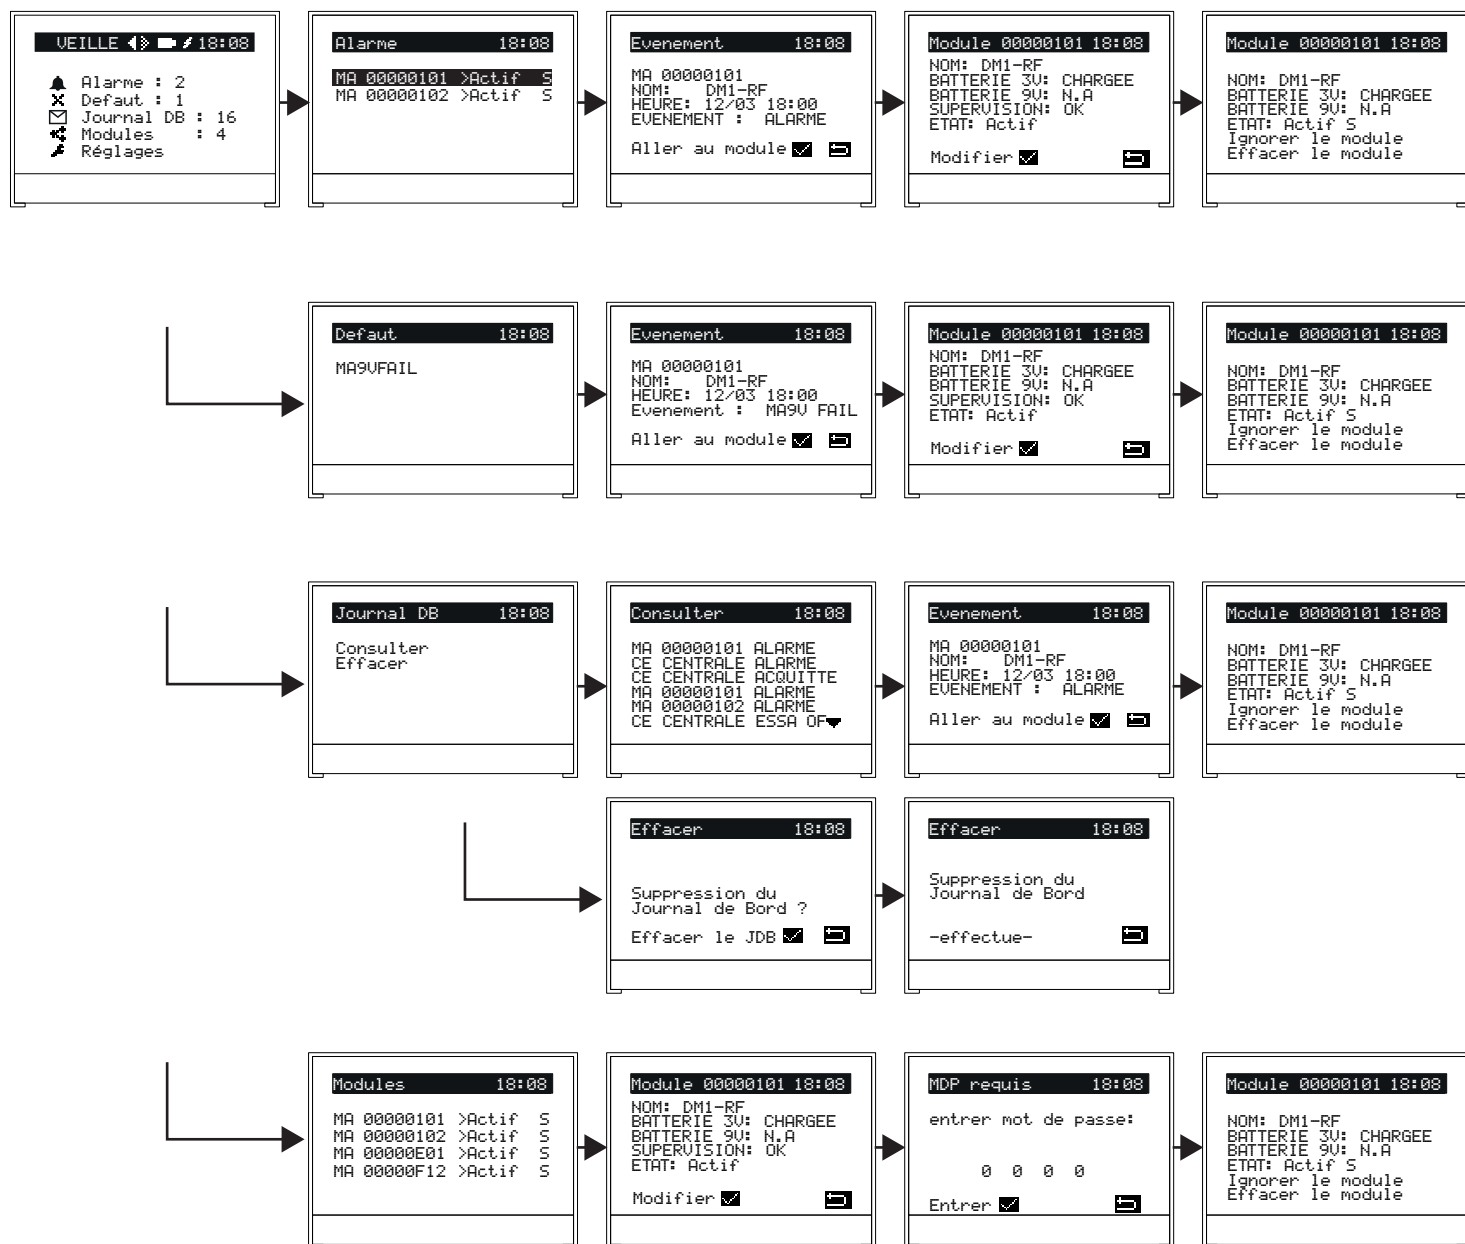 VEILLE 18:08
Alarme : 2
Defaut : 1
Journal DB : 16
Modules : 4
Réglages
Alarme 18:08
MA 00000101 >Actif S
MA 00000102 >Actif S
Evenement 18:08
MA 00000101
NOM: DM1-RF
HEURE: 12/03 18:00
EVENEMENT : ALARME
Aller au module
Module 00000101 18:08
NOM: DM1-RF
BATTERIE 3V: CHARGEE
BATTERIE 9V: N.A
SUPERVISION: OK
ETAT: Actif
Modifier
Module 00000101 18:08
NOM: DM1-RF
BATTERIE 3V: CHARGEE
BATTERIE 9V: N.A
ETAT: Actif S
Ignorer le module
Effacer le module
Defaut 18:08
MA9VFAIL
Evenement 18:08
MA 00000101
NOM: DM1-RF
HEURE: 12/03 18:00
Evenement : MA9V FAIL
Aller au module
Module 00000101 18:08
NOM: DM1-RF
BATTERIE 3V: CHARGEE
BATTERIE 9V: N.A
SUPERVISION: OK
ETAT: Actif
Modifier
Module 00000101 18:08
NOM: DM1-RF
BATTERIE 3V: CHARGEE
BATTERIE 9V: N.A
ETAT: Actif S
Ignorer le module
Effacer le module
Journal DB 18:08
Consulter
Effacer
Consulter 18:08
MA 00000101 ALARME
CE CENTRALE ALARME
CE CENTRALE ACQUITTE
MA 00000101 ALARME
MA 00000102 ALARME
CE CENTRALE ESSA OF
Evenement 18:08
MA 00000101
NOM: DM1-RF
HEURE: 12/03 18:00
EVENEMENT : ALARME
Aller au module
Module 00000101 18:08
NOM: DM1-RF
BATTERIE 3V: CHARGEE
BATTERIE 9V: N.A
ETAT: Actif S
Ignorer le module
Effacer le module
Effacer 18:08
Suppression du
Journal de Bord ?
Effacer le JDB
Effacer 18:08
Suppression du
Journal de Bord
-effectue-
Modules 18:08
MA 00000101 >Actif S
MA 00000102 >Actif S
MA 00000E01 >Actif S
MA 00000F12 >Actif S
Module 00000101 18:08
NOM: DM1-RF
BATTERIE 3V: CHARGEE
BATTERIE 9V: N.A
SUPERVISION: OK
ETAT: Actif
Modifier
MDP requis 18:08
entrer mot de passe:
0 0 0 0
Entrer
Module 00000101 18:08
NOM: DM1-RF
BATTERIE 3V: CHARGEE
BATTERIE 9V: N.A
ETAT: Actif S
Ignorer le module
Effacer le module